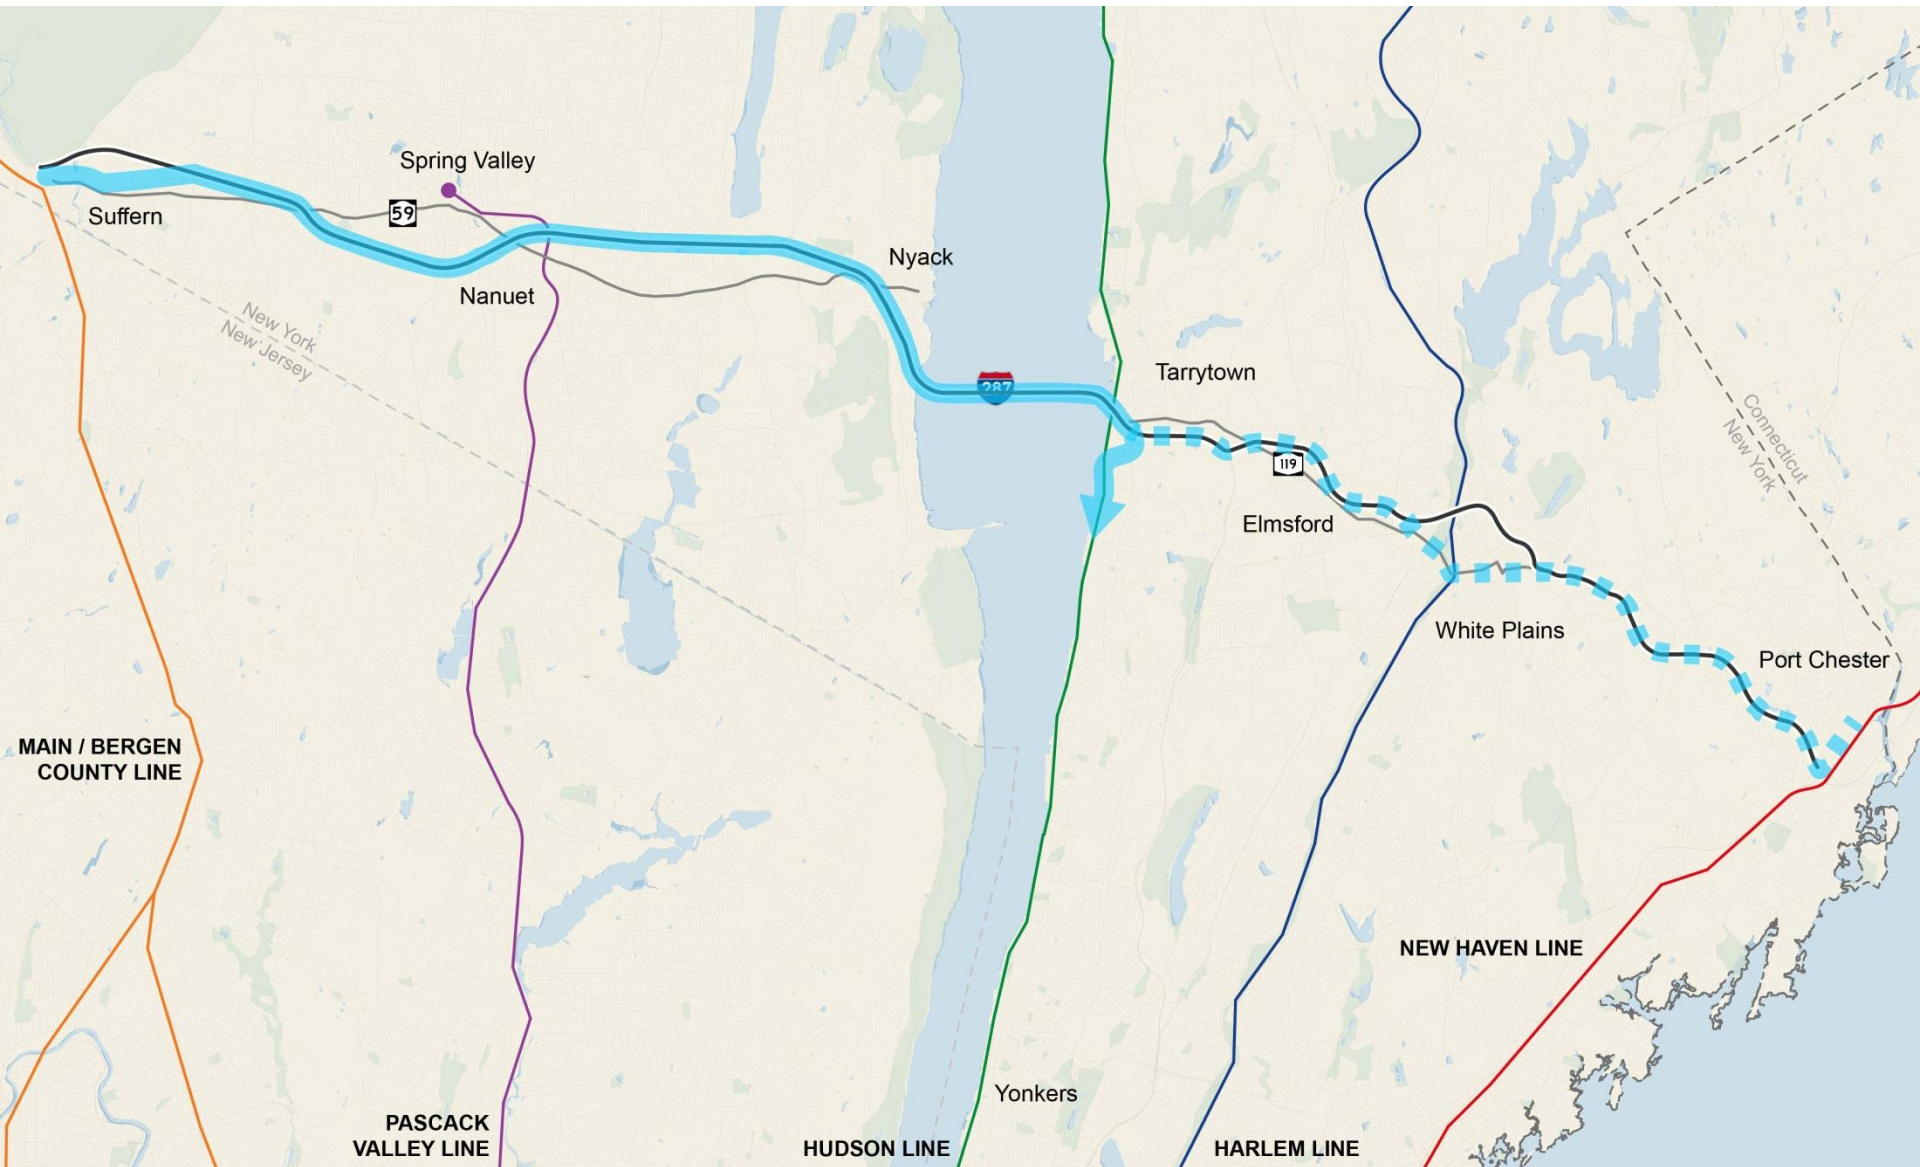 Spring Valley
59
Suffern
Nyack
Nanuet
New York
New Jersey
287
Tarrytown
119
Elmsford
Connecticut
New York
White Plains
Port Chester
MAIN / BERGEN
COUNTY LINE
NEW HAVEN LINE
Yonkers
PASCACK
VALLEY LINE
HUDSON LINE
HARLEM LINE